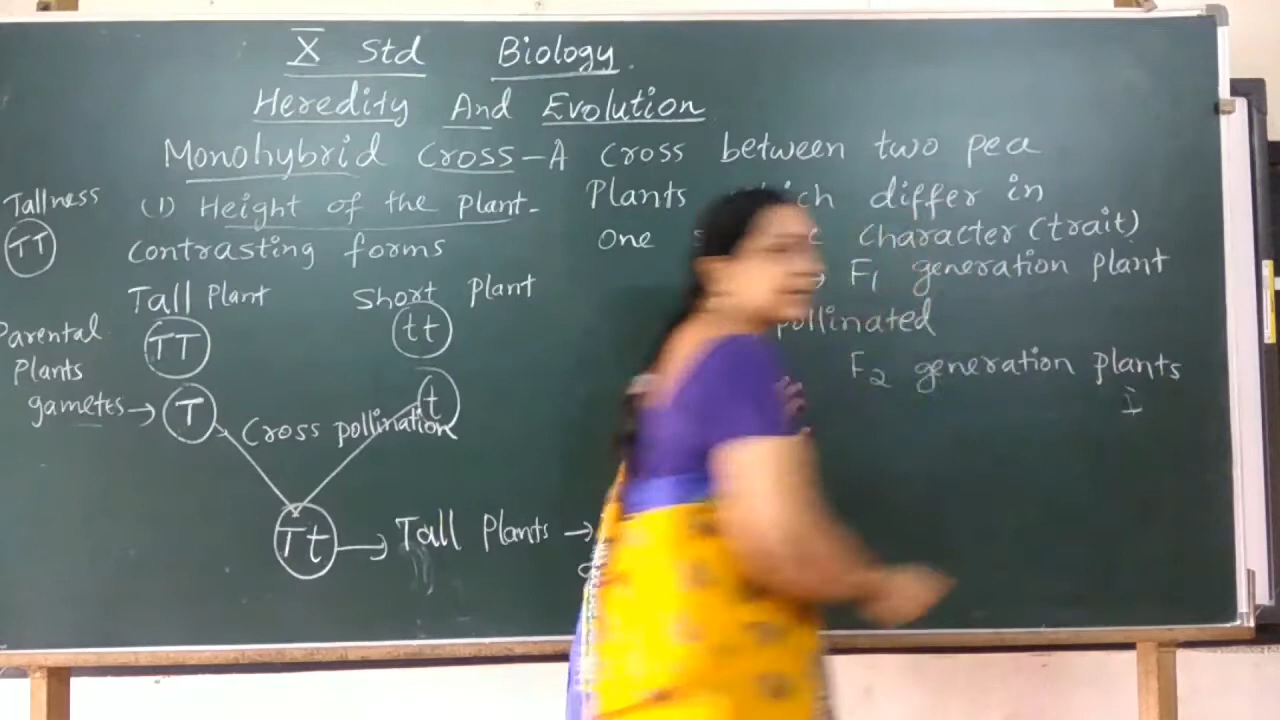 X Std Biology.
Heredity And Evolution
Monohybrid Cross - A cross between two pea
Plants differ in
one character (trait)
Tallness
TT
(1) Height of the plant -
contrasting forms
Tall Plant
Short Plant
TT
tt
Parental
Plants
gametes →
T
t
Cross pollination
Tt → Tall Plants →
F1 generation plant
pollinated
F2 generation plants